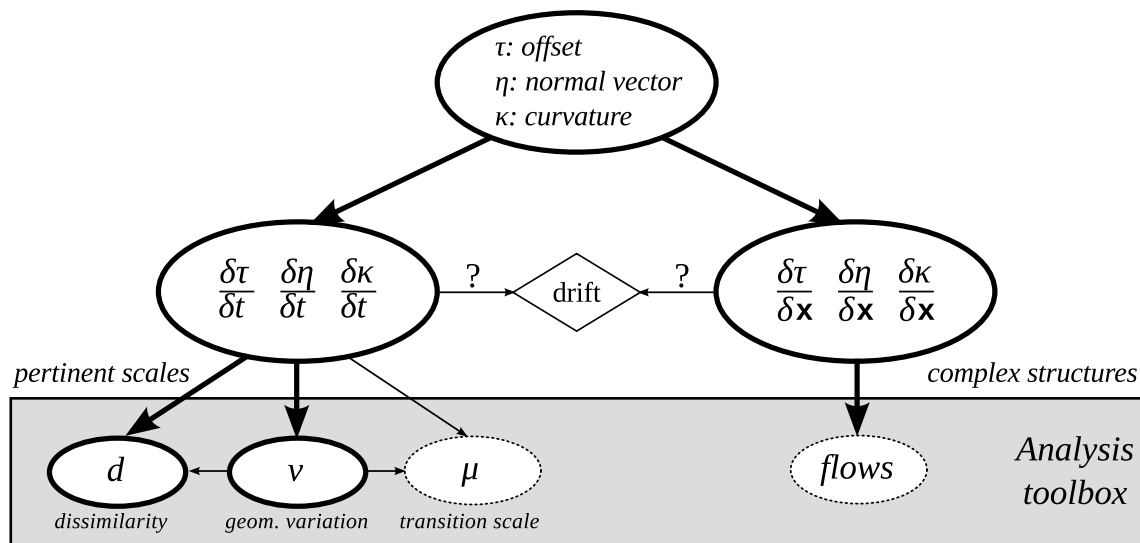 τ: offset
η: normal vector
κ: curvature
δτ δη δκ
δt δt δt
?
drift
?
δτ δη δκ
δx δx δx
pertinent scales
complex structures
d
ν
μ
flows
Analysis
toolbox
dissimilarity
geom. variation
transition scale